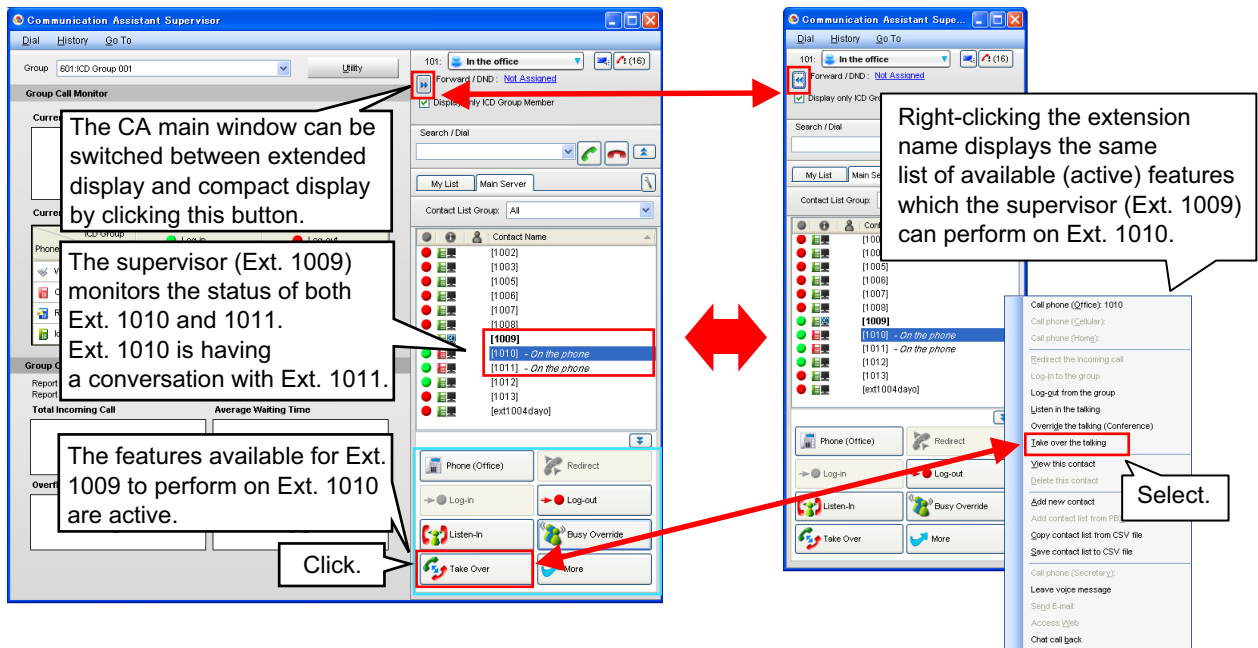 Communication Assistant Supervisor
Dial History Go To
Group 601:ICD Group 001 Utility
Group Call Monitor
The CA main window can be
switched between extended
display and compact display
by clicking this button.
ICD Group
Log-in Log-out
The supervisor (Ext. 1009)
monitors the status of both
Ext. 1010 and 1011.
Ext. 1010 is having
a conversation with Ext. 1011.
Report
Report
Total Incoming Call Average Waiting Time
The features available for Ext.
1009 to perform on Ext. 1010
are active.
Click.
101: In the office (16)
Forward / DND : Not Assigned
Display only ICD Group Member
Search / Dial
My List Main Server
Contact List Group: All
Contact Name
[1002]
[1003]
[1005]
[1006]
[1007]
[1008]
[1009]
[1010] - On the phone
[1011] - On the phone
[1012]
[1013]
[ext1004dayo]
Phone (Office) Redirect
Log-in Log-out
Listen-In Busy Override
Take Over More
Communication Assistant Supe...
Dial History Go To
101: In the office (16)
Forward / DND : Not Assigned
Display only ICD
Search / Dial
My List
Contact List Group:
[1005]
[1006]
[1007]
[1008]
[1009]
[1010] - On the phone
[1011] - On the phone
[1012]
[1013]
[ext1004dayo]
Phone (Office) Redirect
Log-in Log-out
Listen-In Busy Override
Take Over More
Right-clicking the extension
name displays the same
list of available (active) features
which the supervisor (Ext. 1009)
can perform on Ext. 1010.
Call phone (Office): 1010
Call phone (Cellular):
Call phone (Home):
Redirect the incoming call
Log-in to the group
Log-out from the group
Listen in the talking
Override the talking (Conference)
Take over the talking
View this contact
Delete this contact
Select.
Add new contact
Add contact list from
Copy contact list from CSV file
Save contact list to CSV file
Call phone (Secretary):
Leave voice message
Send E-mail:
Access Web
Chat call back